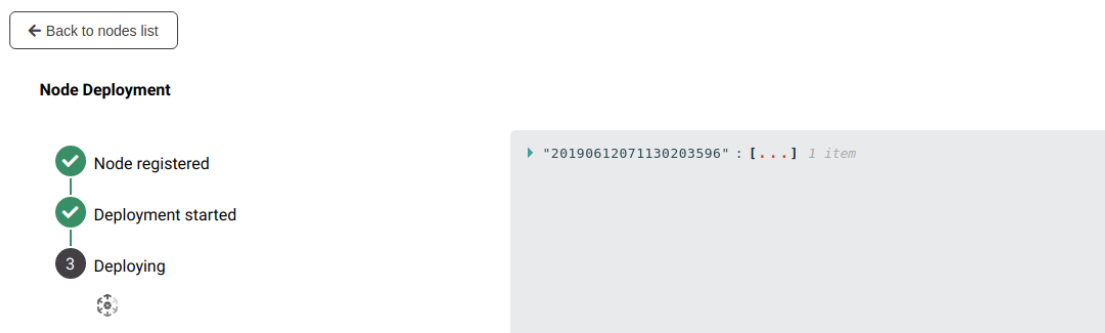 Back to nodes list
Node Deployment
Node registered
Deployment started
3 Deploying
"20190612071130203596" : [...] 1 item